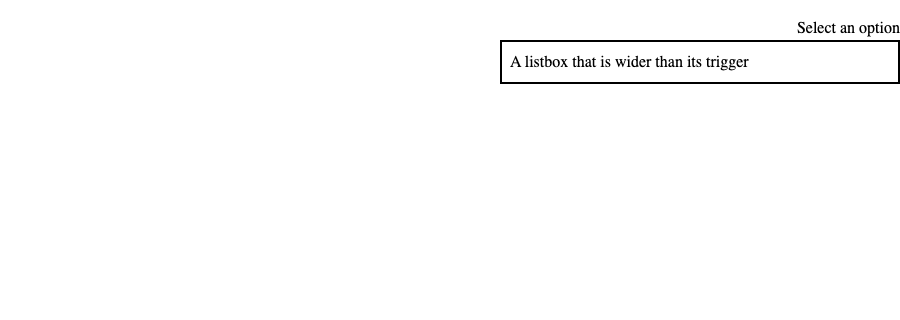 Select an option
A listbox that is wider than its trigger